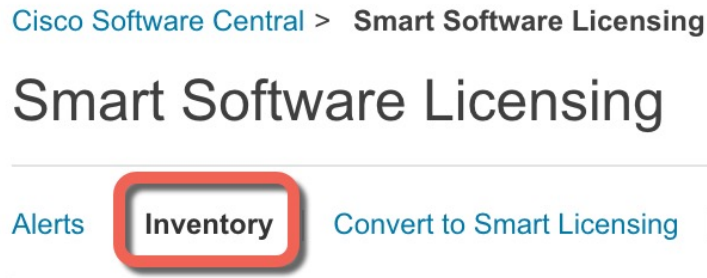 Cisco Software Central > Smart Software Licensing
Smart Software Licensing
Alerts Inventory Convert to Smart Licensing